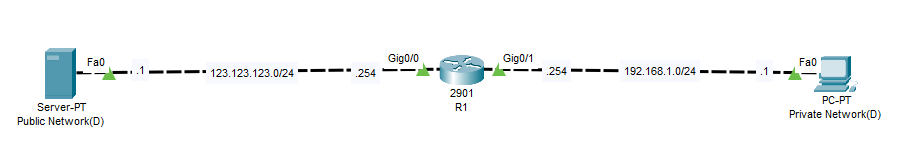 Fa0
.1
123.123.123.0/24
.254
Gig0/0
Gig0/1
.254
192.168.1.0/24
.1
Fa0
Server-PT
Public Network(D)
2901
R1
PC-PT
Private Network(D)